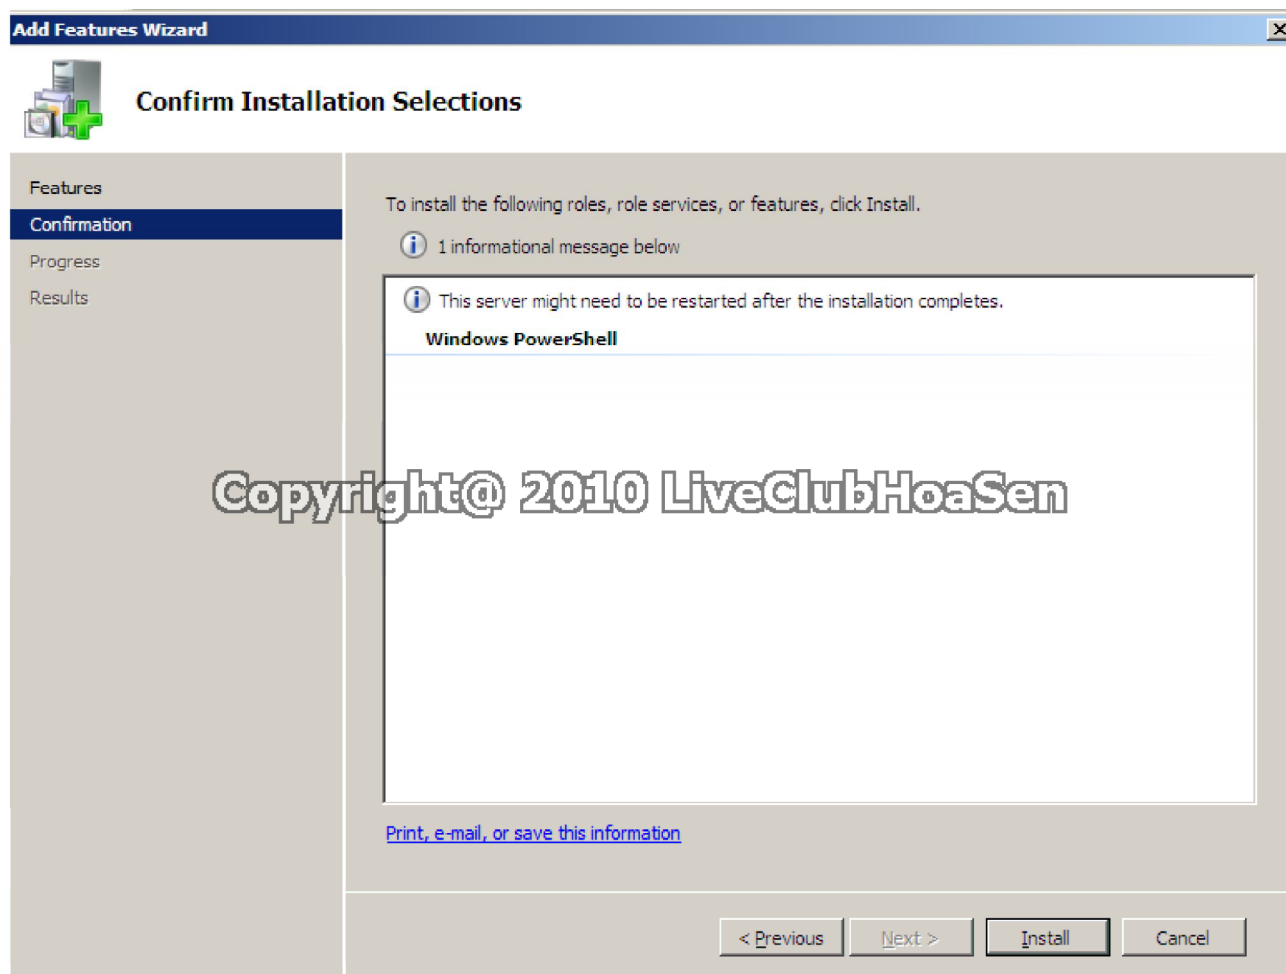 Add Features Wizard
Confirm Installation Selections
Features
Confirmation
Progress
Results
To install the following roles, role services, or features, click Install.
1 informational message below
This server might need to be restarted after the installation completes.
Windows PowerShell
Copyright@ 2010 LiveClubHoaSen
Print, e-mail, or save this information
< Previous
Next >
Install
Cancel